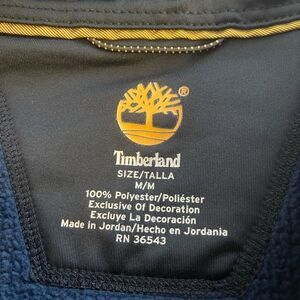 ®
Timberland
SIZE/TALLA
M/M
100% Polyester/Poliéster
Exclusive Of Decoration
Excluye La Decoración
Made in Jordan/Hecho en Jordania
RN 36543